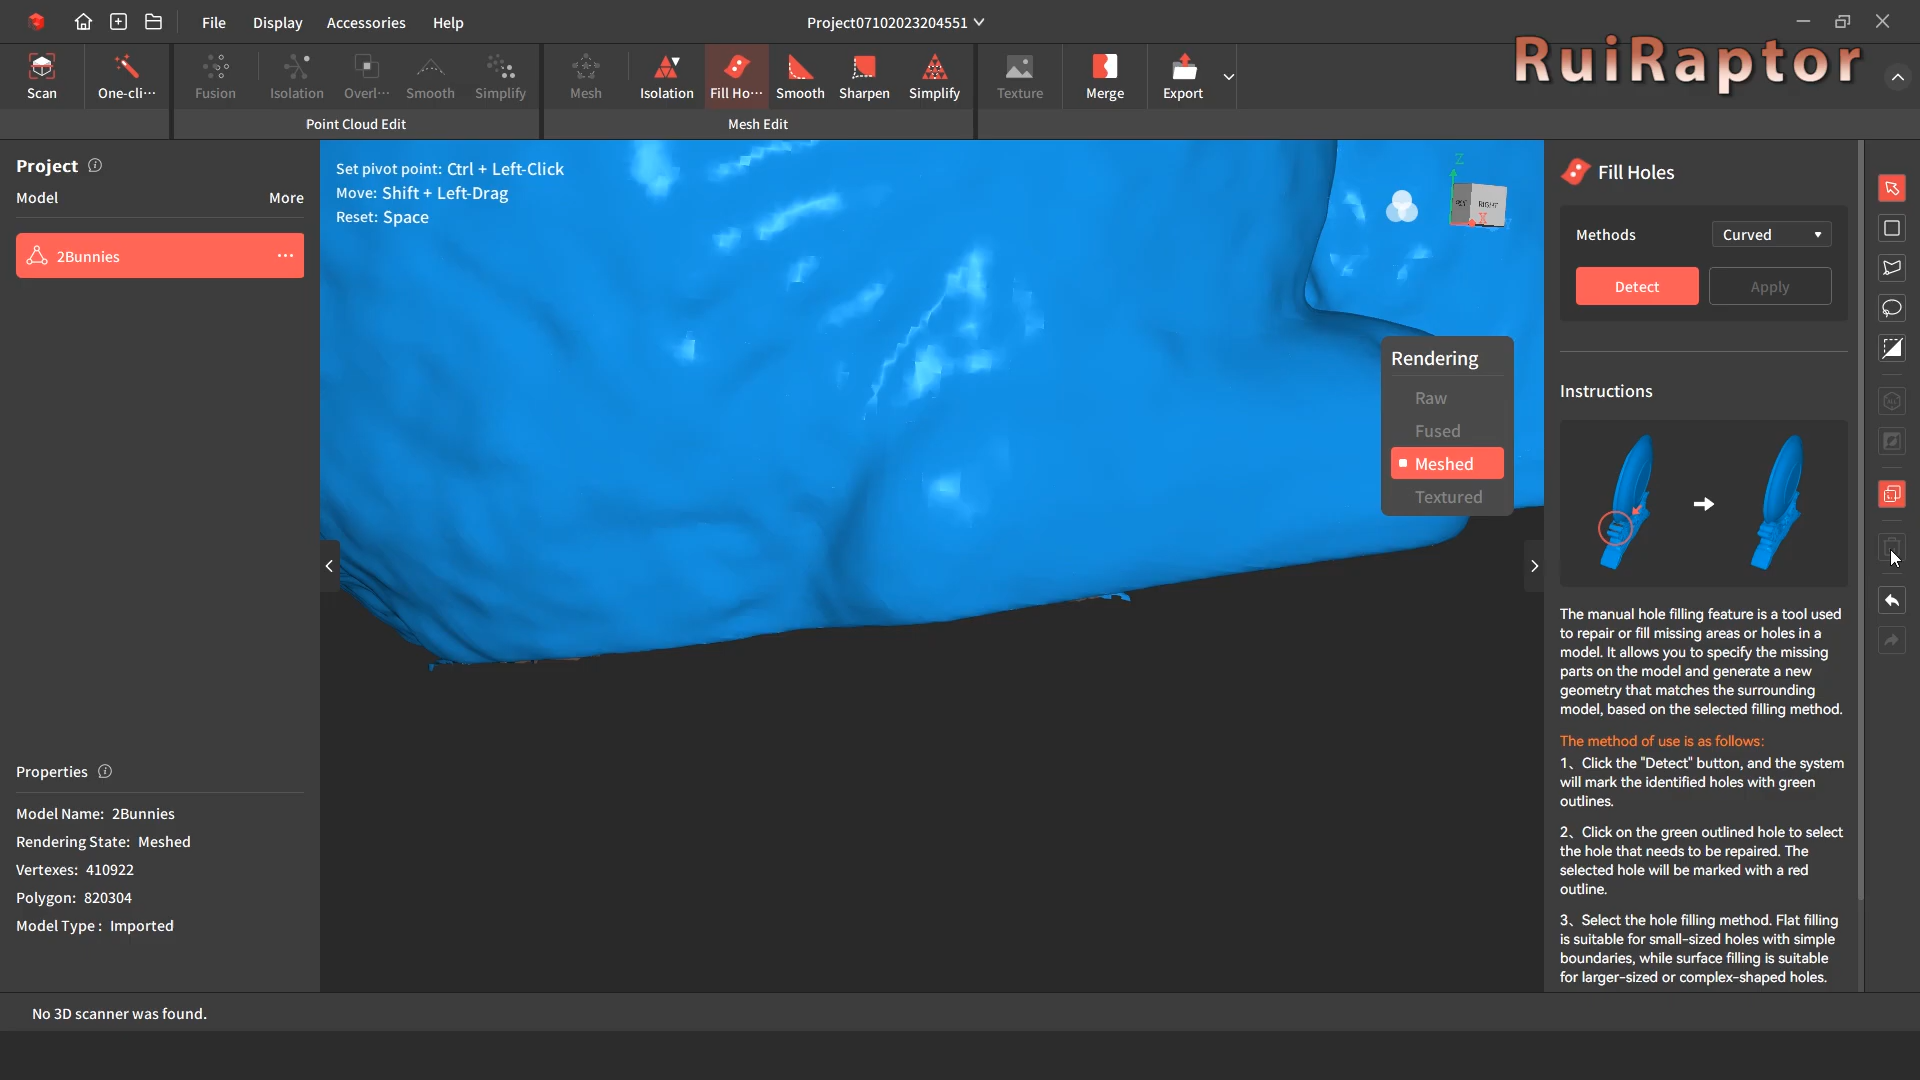 File Display Accessories Help
Project07102023204551
RuiRaptor
Scan One-cli··· Fusion Isolation Overl··· Smooth Simplify Mesh Isolation Fill Ho··· Smooth Sharpen Simplify Texture Merge Export
Point Cloud Edit
Mesh Edit
Project
Model More
2Bunnies ···
Properties
Model Name: 2Bunnies
Rendering State: Meshed
Vertexes: 410922
Polygon: 820304
Model Type : Imported
Set pivot point: Ctrl + Left-Click
Move: Shift + Left-Drag
Reset: Space
Z
RIGHT
X
Rendering
Raw
Fused
Meshed
Textured
Fill Holes
Methods Curved
Detect Apply
Instructions
The manual hole filling feature is a tool used
to repair or fill missing areas or holes in a
model. It allows you to specify the missing
parts on the model and generate a new
geometry that matches the surrounding
model, based on the selected filling method.
The method of use is as follows:
1、Click the "Detect" button, and the system
will mark the identified holes with green
outlines.
2、Click on the green outlined hole to select
the hole that needs to be repaired. The
selected hole will be marked with a red
outline.
3、Select the hole filling method. Flat filling
is suitable for small-sized holes with simple
boundaries, while surface filling is suitable
for larger-sized or complex-shaped holes.
No 3D scanner was found.